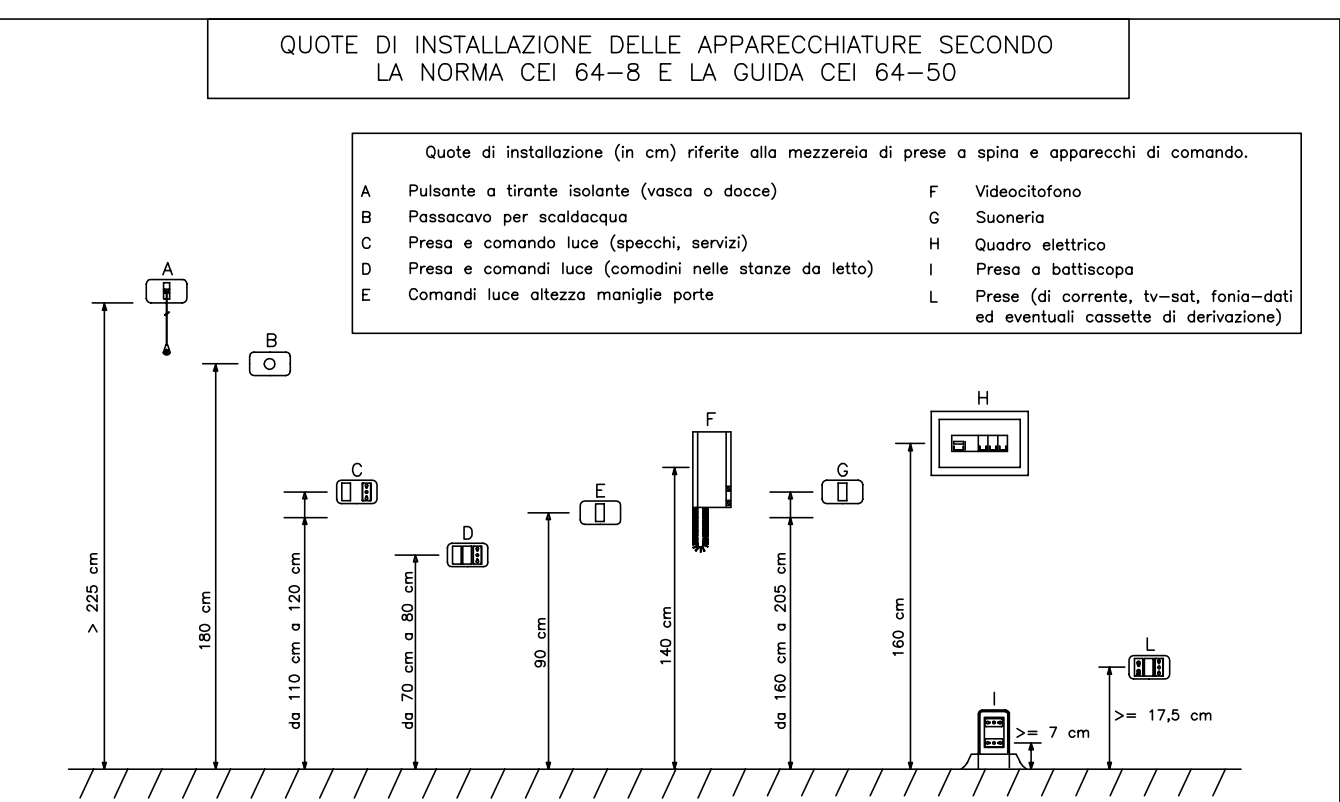 QUOTE DI INSTALLAZIONE DELLE APPARECCHIATURE SECONDO
LA NORMA CEI 64-8 E LA GUIDA CEI 64-50
Quote di installazione (in cm) riferite alla mezzereia di prese a spina e apparecchi di comando.
A Pulsante a tirante isolante (vasca o docce)
B Passacavo per scaldacqua
C Presa e comando luce (specchi, servizi)
D Presa e comandi luce (comodini nelle stanze da letto)
E Comandi luce altezza maniglie porte
F Videocitofono
G Suoneria
H Quadro elettrico
I Presa a battiscopa
L Prese (di corrente, tv-sat, fonia-dati
ed eventuali cassette di derivazione)
A
B
C
D
E
F
G
H
I
L
> 225 cm
180 cm
da 110 cm a 120 cm
da 70 cm a 80 cm
90 cm
140 cm
da 160 cm a 205 cm
160 cm
>= 7 cm
>= 17,5 cm